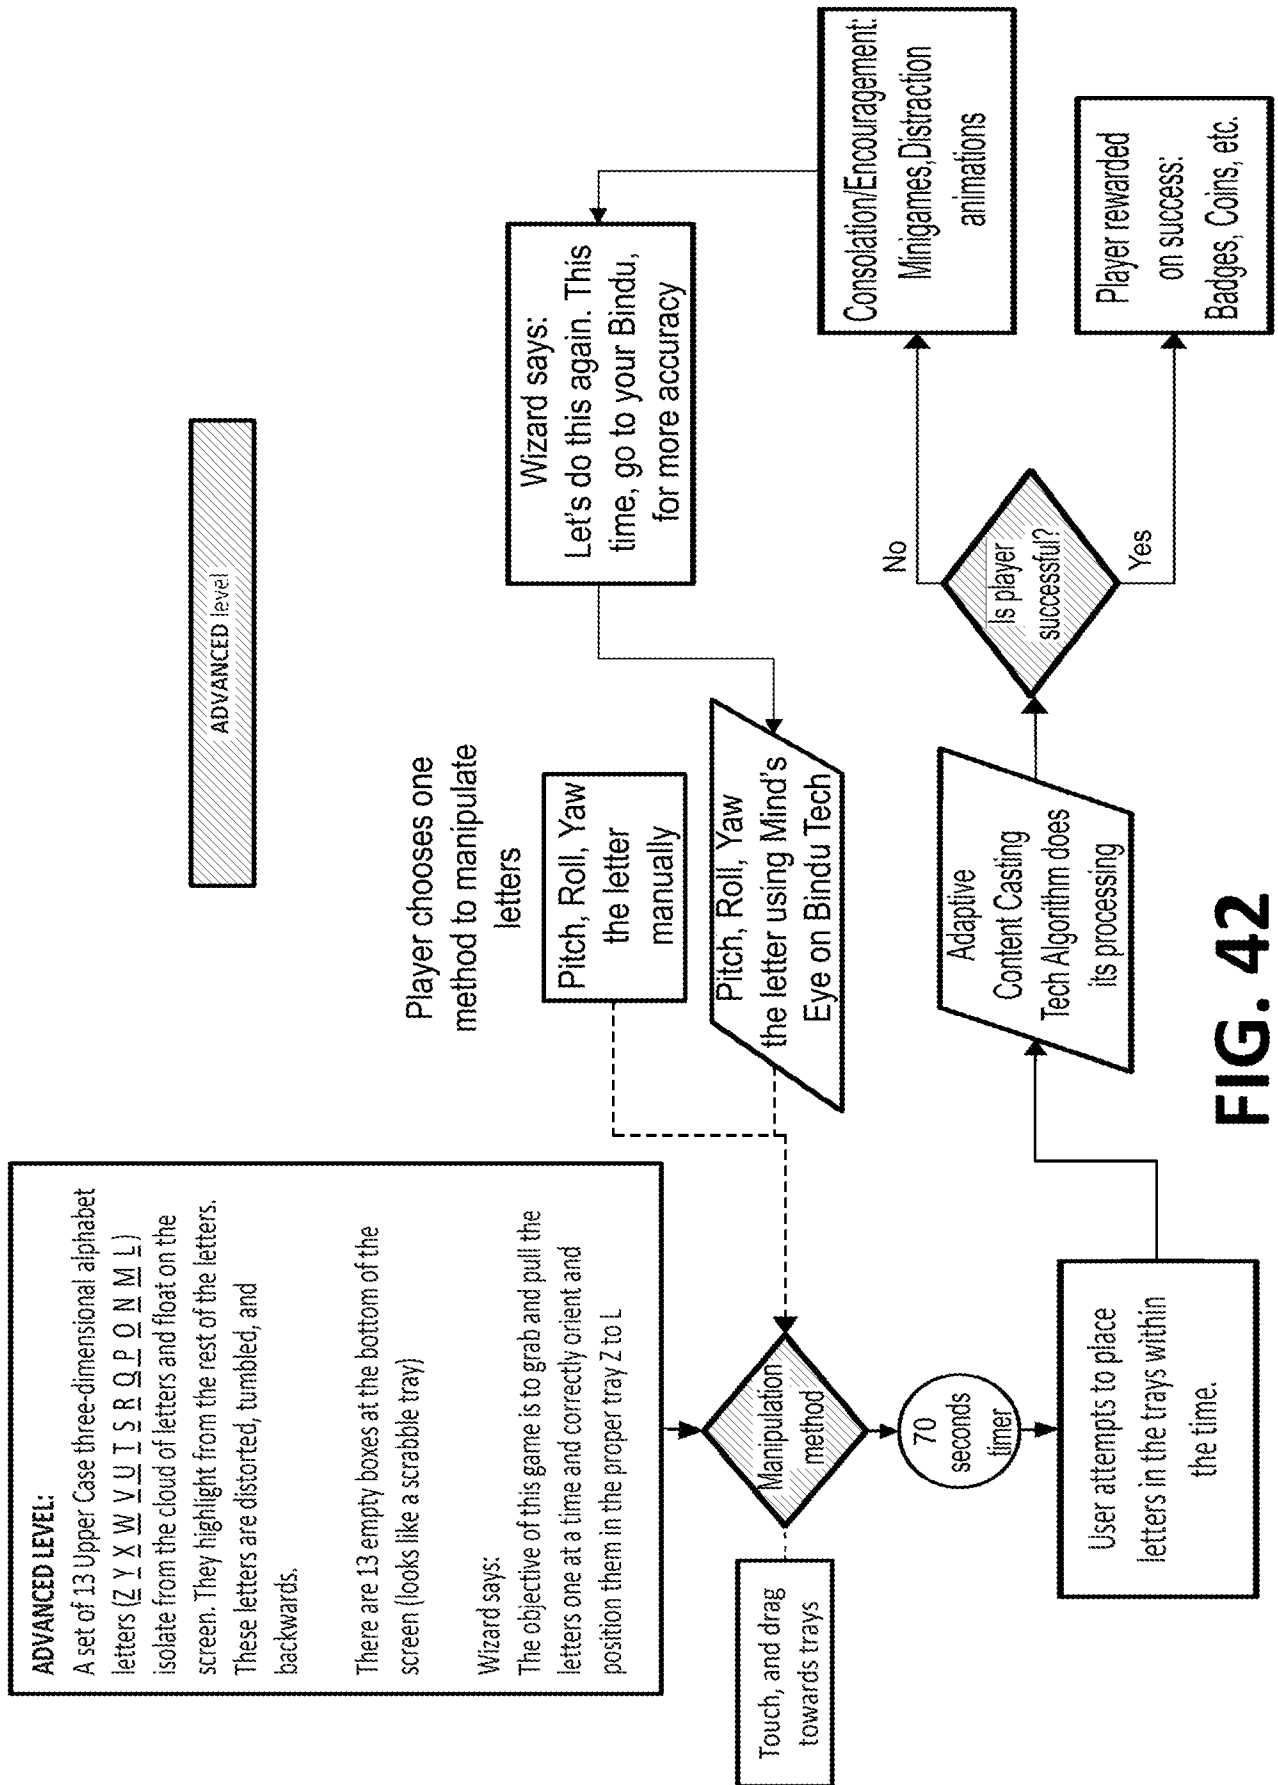 ADVANCED level
ADVANCED LEVEL:
A set of 13 Upper Case three-dimensional alphabet
letters (Z Y X W V U T S R Q P O N M L)
isolate from the cloud of letters and float on the
screen. They highlight from the rest of the letters.
These letters are distorted, tumbled, and
backwards.
There are 13 empty boxes at the bottom of the
screen (looks like a scrabble tray)
Wizard says:
The objective of this game is to grab and pull the
letters one at a time and correctly orient and
position them in the proper tray Z to L
Player chooses one
method to manipulate
letters
Pitch, Roll, Yaw
the letter
manually
Pitch, Roll, Yaw
the letter using Mind's
Eye on Bindu Tech
Wizard says:
Let's do this again. This
time, go to your Bindu,
for more accuracy
Touch, and drag
towards trays
Manipulation
method
70
seconds
timer
User attempts to place
letters in the trays within
the time.
Adaptive
Content Casting
Tech Algorithm does
its processing
Is player
successful?
No
Yes
Consolation/Encouragement:
Minigames,Distraction
animations
Player rewarded
on success:
Badges, Coins, etc.
FIG. 42